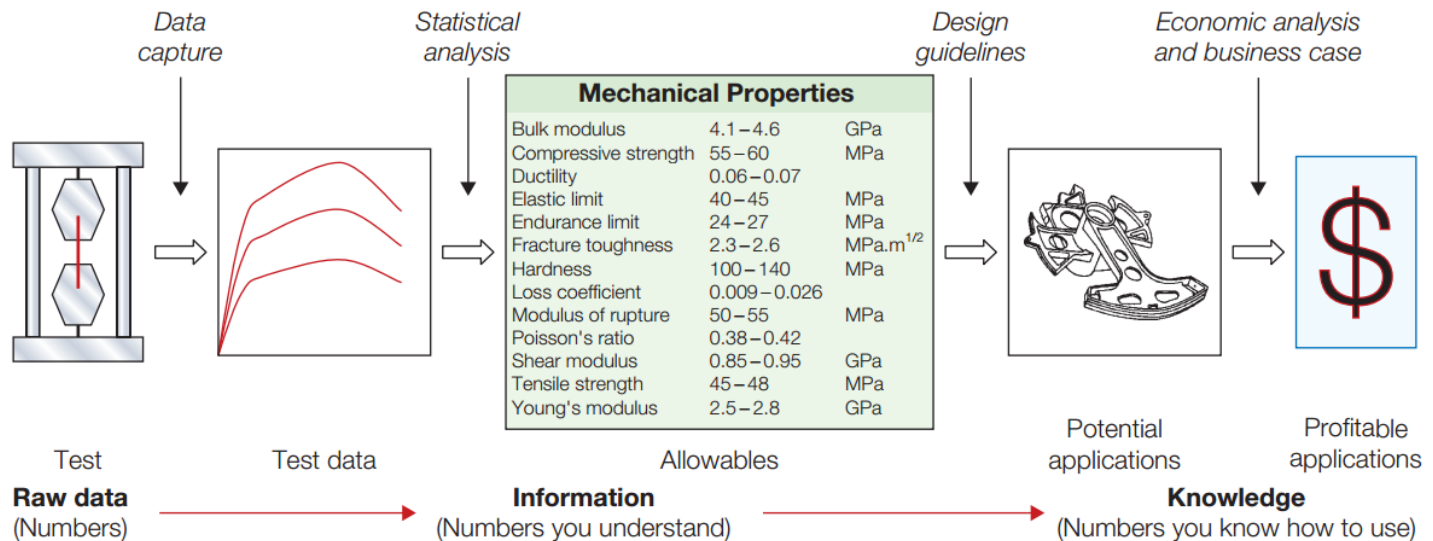 Data
capture
Statistical
analysis
Design
guidelines
Economic analysis
and business case
Mechanical Properties
Bulk modulus 4.1–4.6 GPa
Compressive strength 55–60 MPa
Ductility 0.06–0.07
Elastic limit 40–45 MPa
Endurance limit 24–27 MPa
Fracture toughness 2.3–2.6 MPa.m^1/2
Hardness 100–140 MPa
Loss coefficient 0.009–0.026
Modulus of rupture 50–55 MPa
Poisson's ratio 0.38–0.42
Shear modulus 0.85–0.95 GPa
Tensile strength 45–48 MPa
Young's modulus 2.5–2.8 GPa
$
Test
Test data
Allowables
Potential
applications
Profitable
applications
Raw data
(Numbers)
Information
(Numbers you understand)
Knowledge
(Numbers you know how to use)